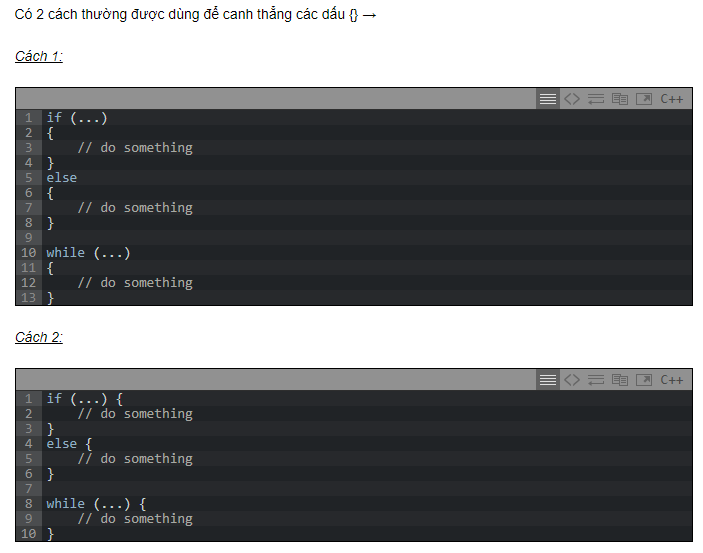 Có 2 cách thường được dùng để canh thẳng các dấu {} →
Cách 1:
C++
1 if (...)
2 {
3     // do something
4 }
5 else
6 {
7     // do something
8 }
9
10 while (...)
11 {
12     // do something
13 }
Cách 2:
C++
1 if (...) {
2     // do something
3 }
4 else {
5     // do something
6 }
7
8 while (...) {
9     // do something
10 }